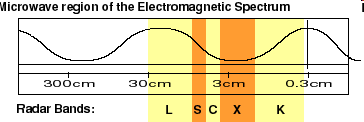 Microwave region of the Electromagnetic Spectrum
300cm 30cm 3cm 0.3cm
Radar Bands: L S C X K